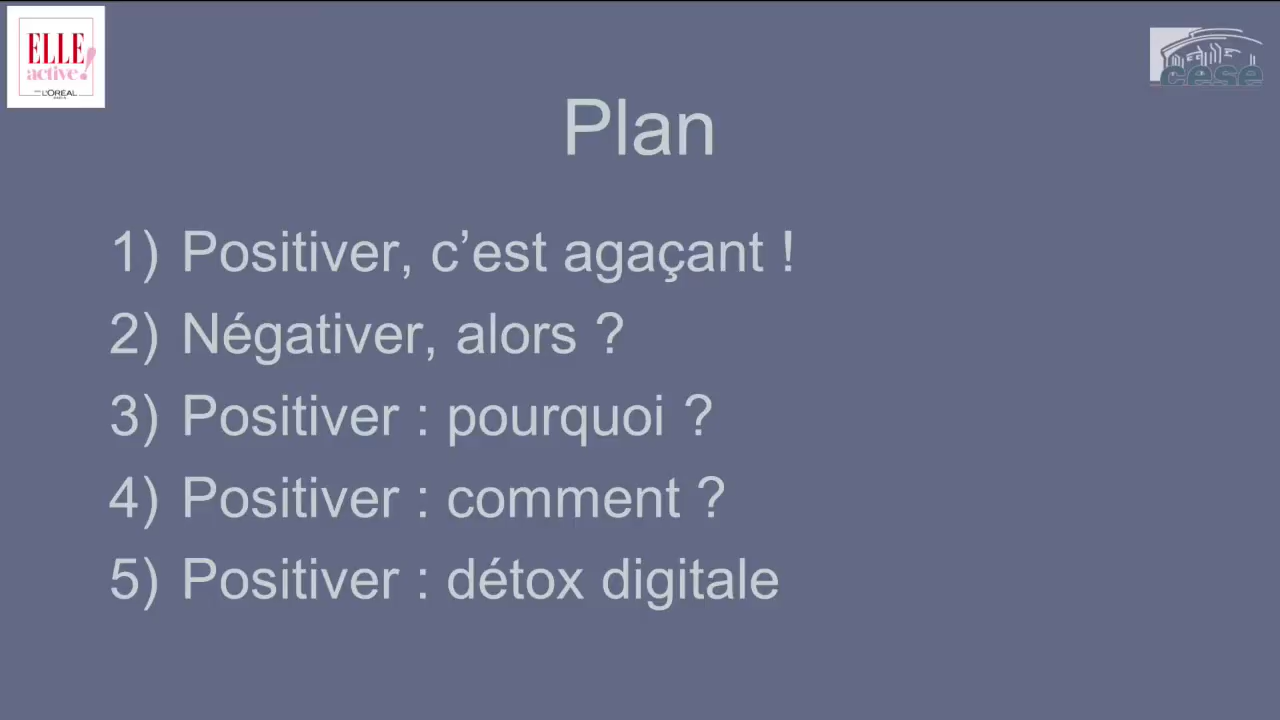 ELLE
active!
L'ORÉAL
PARIS
cese
Plan
1) Positiver, c’est agaçant !
2) Négativer, alors ?
3) Positiver : pourquoi ?
4) Positiver : comment ?
5) Positiver : détox digitale